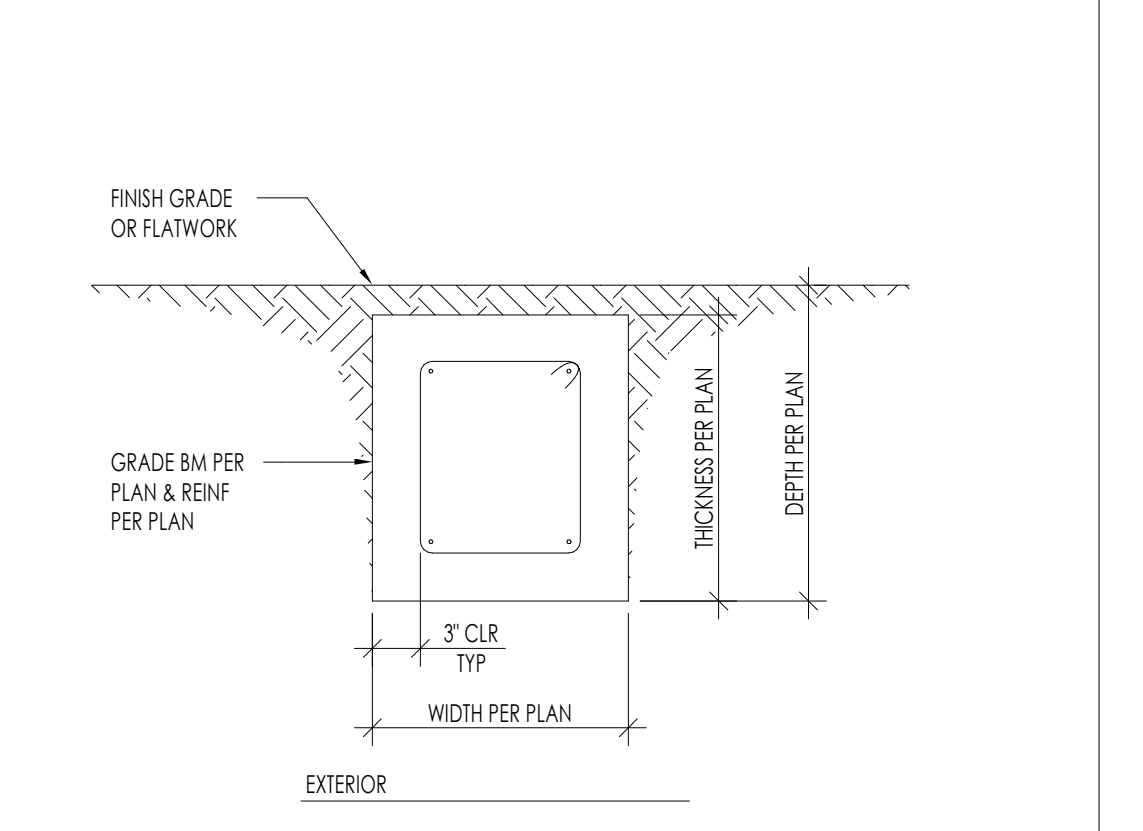 FINISH GRADE
OR FLATWORK
GRADE BM PER
PLAN & REINF
PER PLAN
THICKNESS PER PLAN
DEPTH PER PLAN
3" CLR
TYP
WIDTH PER PLAN
EXTERIOR